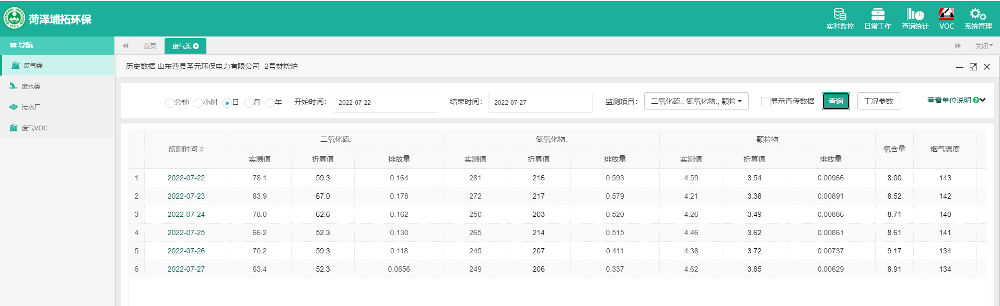 菏泽埔拓环保
实时监控 日常工作 查询统计 VOC 系统管理
导航
首页 废气类 关闭
废气类
废水类
污水厂
废气VOC
历史数据 山东曹县圣元环保电力有限公司--2号焚烧炉
分钟 小时 日 月 年 开始时间： 2022-07-22 结束时间： 2022-07-27 监测项目： 二氧化硫., 氮氧化物., 颗粒 显示直传数据 查询 工况参数 查看单位说明
监测时间 二氧化硫. 氮氧化物. 颗粒物 氧含量 烟气温度
实测值 折算值 排放量 实测值 折算值 排放量 实测值 折算值 排放量
1 2022-07-22 78.1 59.3 0.164 281 216 0.593 4.59 3.54 0.00966 8.00 143
2 2022-07-23 83.9 67.0 0.178 272 217 0.579 4.21 3.38 0.00891 8.52 142
3 2022-07-24 78.0 62.6 0.162 250 203 0.520 4.26 3.49 0.00886 8.71 140
4 2022-07-25 66.2 52.3 0.130 265 214 0.515 4.46 3.62 0.00861 8.61 141
5 2022-07-26 70.2 59.3 0.118 245 207 0.411 4.38 3.72 0.00737 9.17 134
6 2022-07-27 63.4 52.3 0.0856 249 206 0.337 4.62 3.85 0.00629 8.91 134